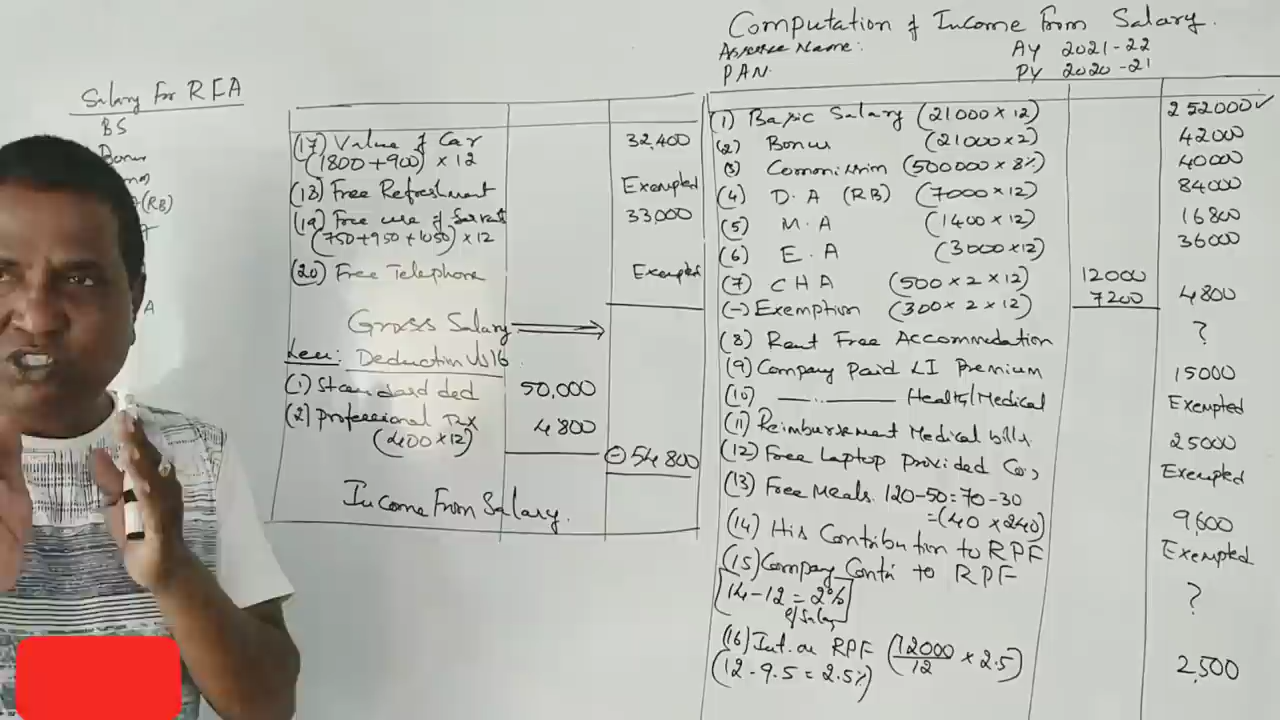 Computation of Income From Salary.
Assessee Name:
AY 2021-22
PAN.
PY 2020-21
Salary For RFA
BS
Bonus
(RB)
A
(17) Value of Car
(1800+900) × 12
32,400
(18) Free Refreshment
Exempted
(19) Free use of Servant
(750+950+1050) × 12
33,000
(20) Free Telephone
Exempted
Gross Salary
Less: Deduction U/s 16
(1) Standard ded
50,000
(2) Professional Tax
(400×12)
4800
⊖ 54800
Income From Salary.
(1) Basic Salary (21000×12)
252000✓
(2) Bonus (21000×2)
42000
(3) Commission (500000×8%)
40000
(4) D.A (RB) (7000×12)
84000
(5) M.A (1400×12)
16800
(6) E.A (3000×12)
36000
(7) CHA (500×2×12)
12000
(-) Exemption (300×2×12)
7200
4800
(8) Rent Free Accommodation
?
(9) Company Paid LI Premium
15000
(10) —..— Health/Medical
Exempted
(11) Reimbursement Medical bills.
25000
(12) Free Laptop Provided Co,
Exempted
(13) Free Meals. 120-50=70-30
=(40×240)
9,600
(14) His Contribution to RPF
Exempted
(15) Company Contri to RPF
[14-12=2%]
of Salary
?
(16) Int. on RPF (12000/12 × 2.5)
(12-9.5=2.5%)
2,500